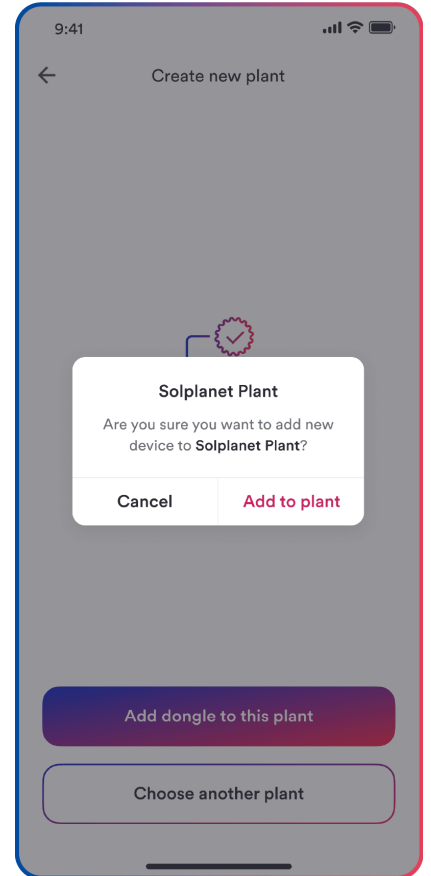 9:41
Create new plant
Solplanet Plant
Are you sure you want to add new
device to Solplanet Plant?
Cancel
Add to plant
Add dongle to this plant
Choose another plant